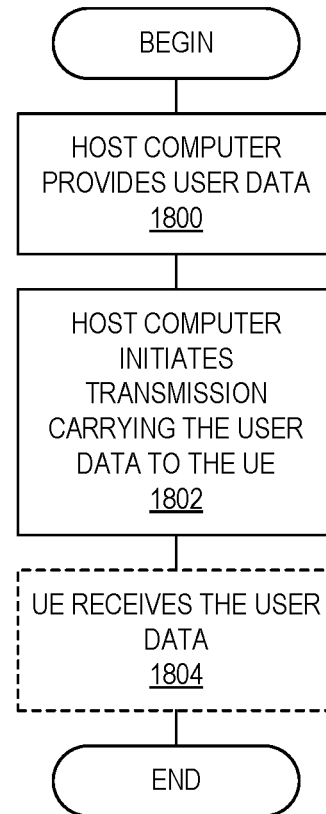 BEGIN
HOST COMPUTER
PROVIDES USER DATA
1800
HOST COMPUTER
INITIATES
TRANSMISSION
CARRYING THE USER
DATA TO THE UE
1802
UE RECEIVES THE USER
DATA
1804
END